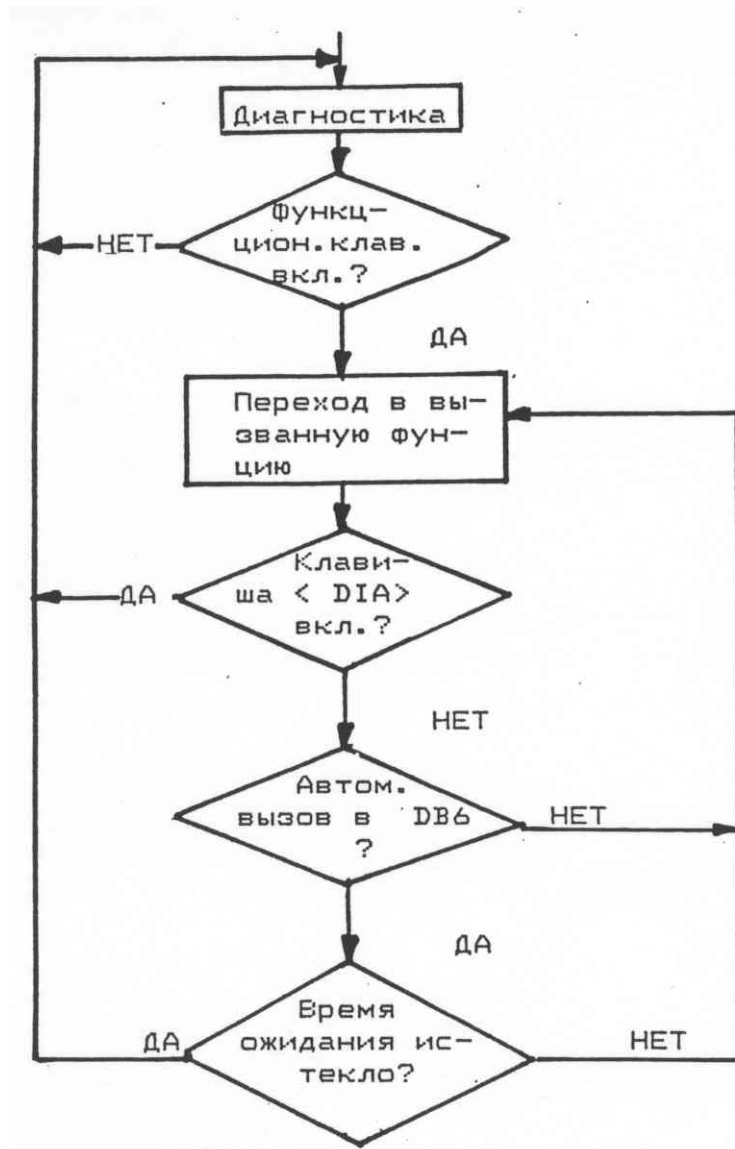 Диагностика
Функц-
НЕТ
цион.клав.
вкл.?
ДА
Переход в вы-
званную фун-
цию
Клави-
ДА
ша < DIA>
вкл.?
НЕТ
Автом.
вызов в DB6
НЕТ
?
ДА
Время
ДА
ожидания ис-
НЕТ
текло?